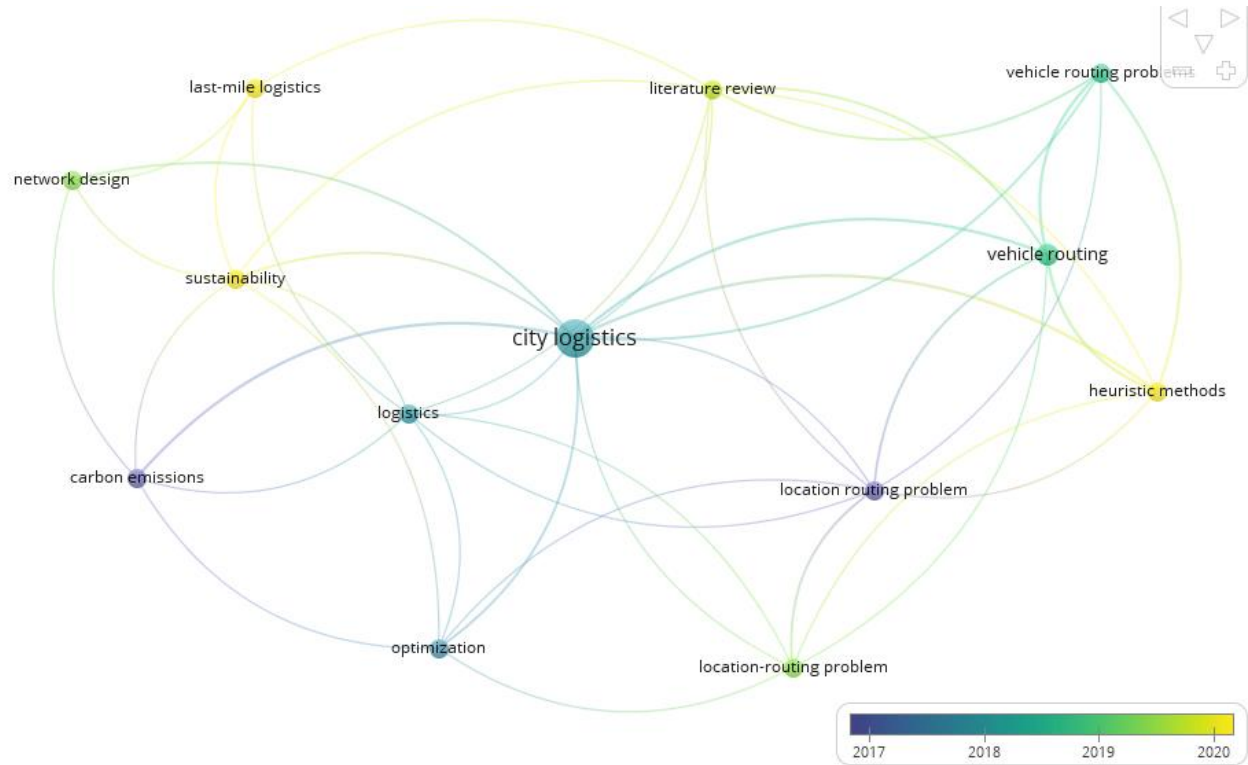 vehicle routing problems
last-mile logistics
literature review
network design
vehicle routing
sustainability
city logistics
heuristic methods
logistics
carbon emissions
location routing problem
optimization
location-routing problem
2017 2018 2019 2020